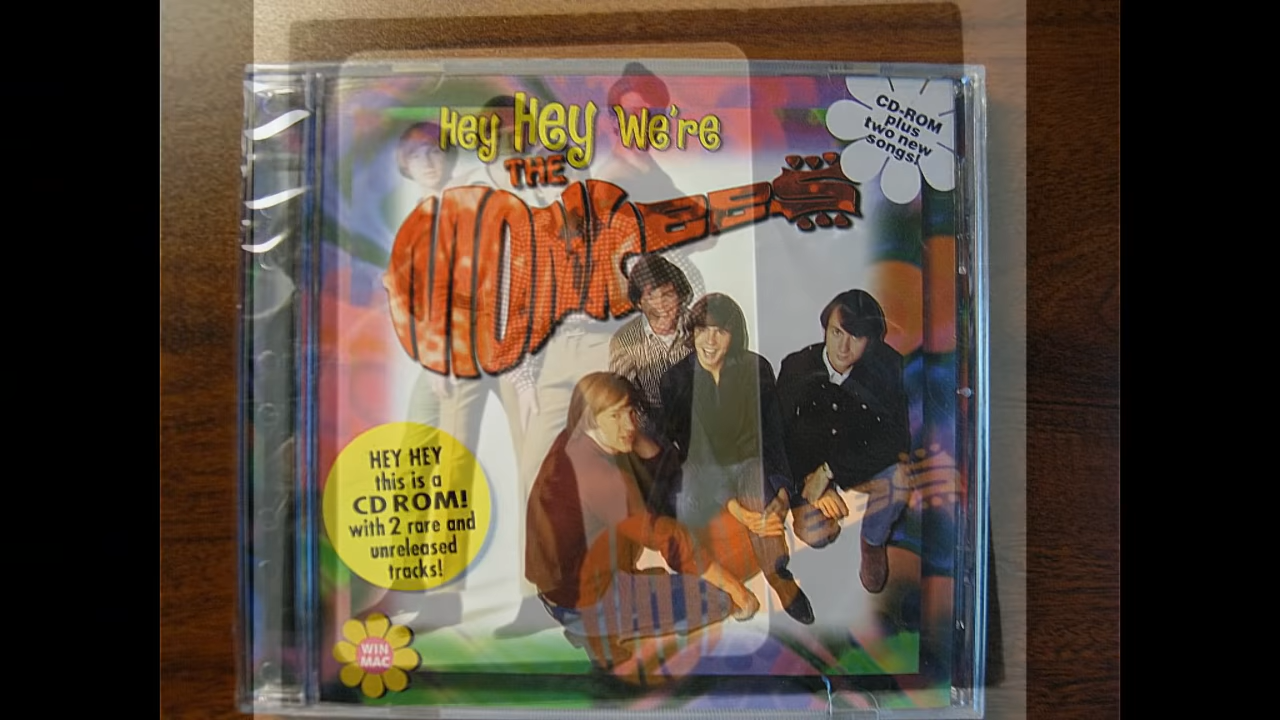 Hey Hey We're
THE
MONKEES
CD-ROM
plus
two new
songs!
HEY HEY
this is a
CD ROM!
with 2 rare and
unreleased
tracks!
WIN
MAC